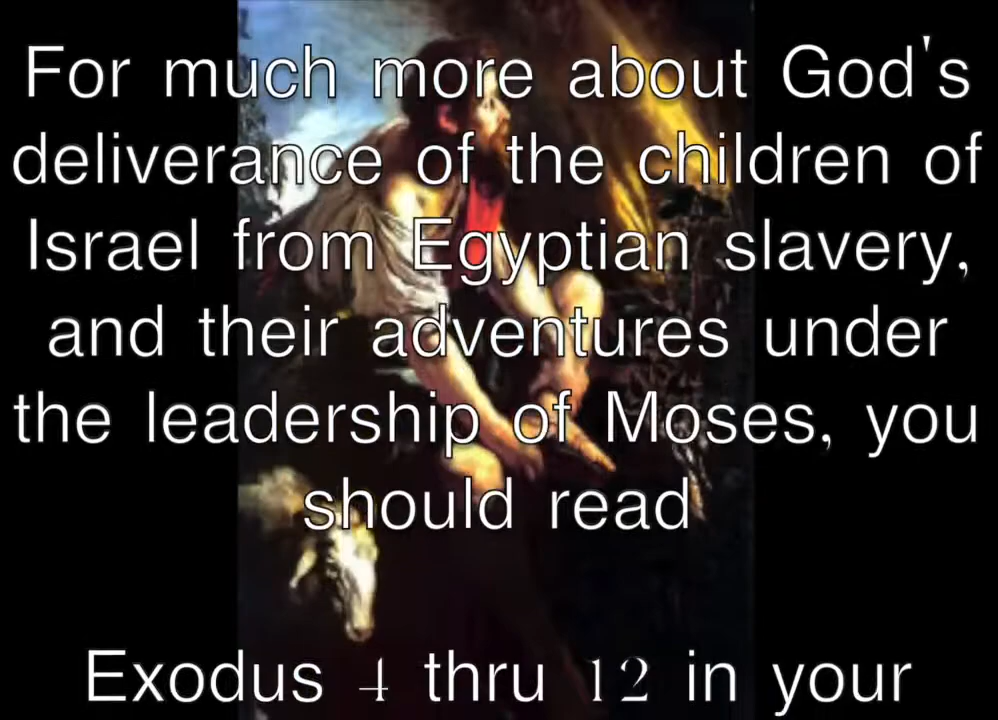 For much more about God's
deliverance of the children of
Israel from Egyptian slavery,
and their adventures under
the leadership of Moses, you
should read
Exodus 4 thru 12 in your